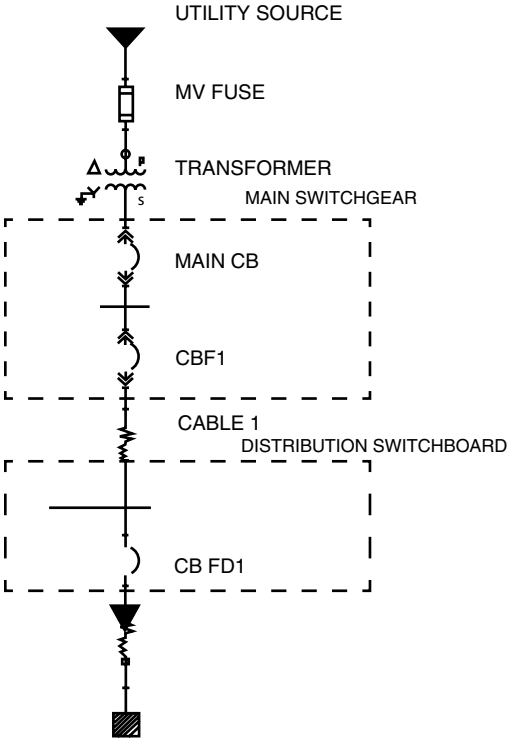 UTILITY SOURCE
MV FUSE
P
TRANSFORMER
S
MAIN SWITCHGEAR
MAIN CB
CBF1
CABLE 1
DISTRIBUTION SWITCHBOARD
CB FD1